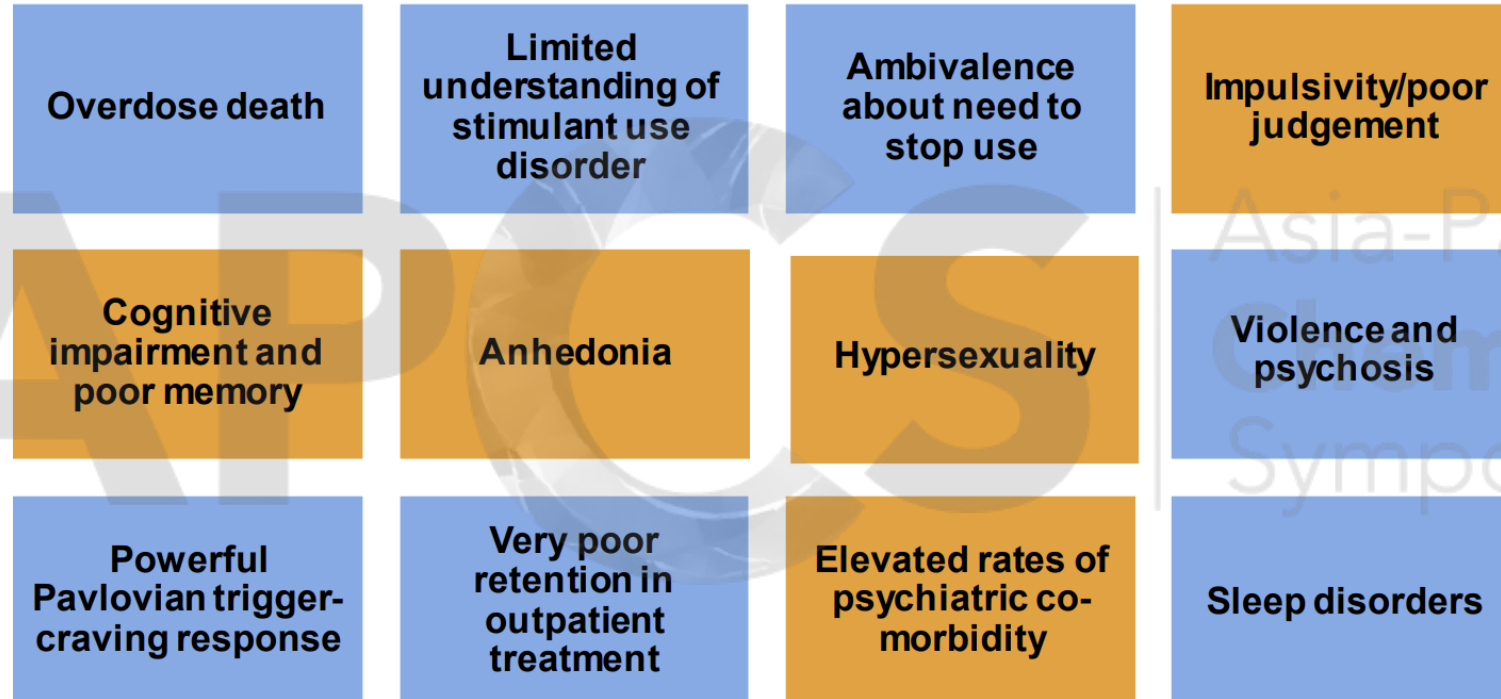 Overdose death
Limited
understanding of
stimulant use
disorder
Ambivalence
about need to
stop use
Impulsivity/poor
judgement
Cognitive
impairment and
poor memory
Anhedonia
Hypersexuality
Violence and
psychosis
Powerful
Pavlovian trigger-
craving response
Very poor
retention in
outpatient
treatment
Elevated rates of
psychiatric co-
morbidity
Sleep disorders
APCS
Asia-P
Chem
Sympo